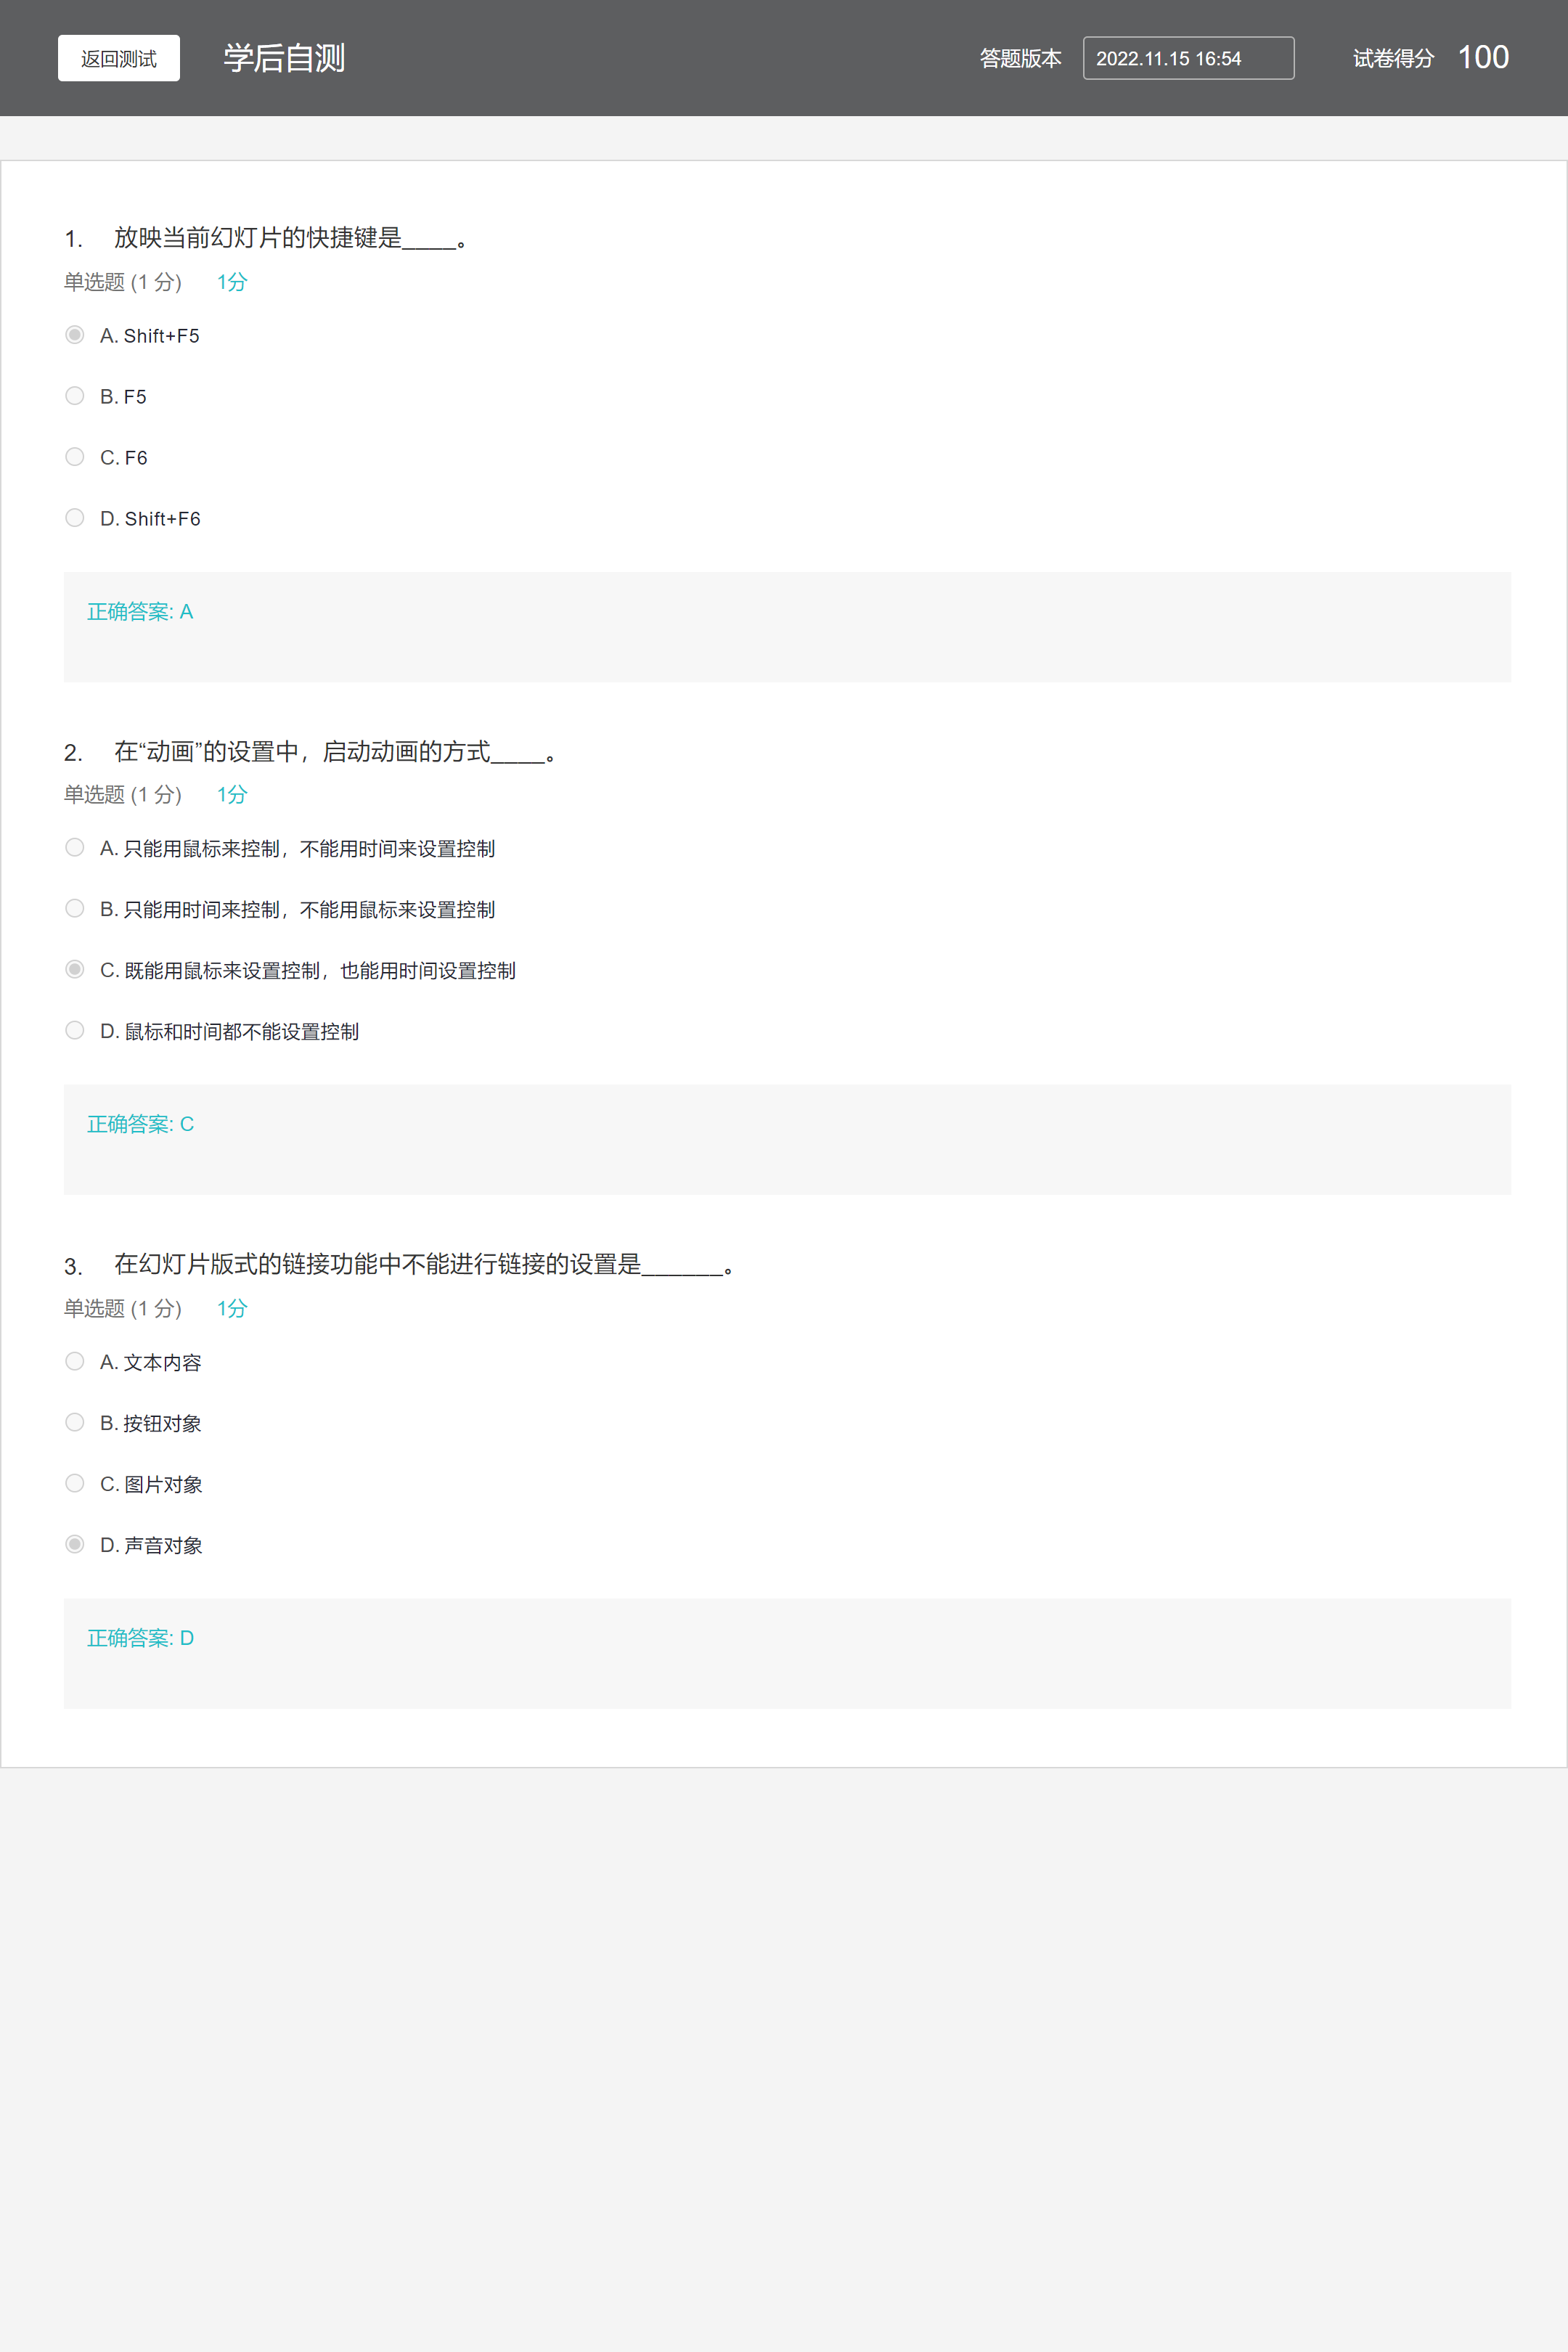 返回测试 学后自测 答题版本 2022.11.15 16:54 试卷得分 100
1. 放映当前幻灯片的快捷键是____。
单选题 (1 分) 1分
A. Shift+F5
B. F5
C. F6
D. Shift+F6
正确答案: A
2. 在“动画”的设置中，启动动画的方式____。
单选题 (1 分) 1分
A. 只能用鼠标来控制，不能用时间来设置控制
B. 只能用时间来控制，不能用鼠标来设置控制
C. 既能用鼠标来设置控制，也能用时间设置控制
D. 鼠标和时间都不能设置控制
正确答案: C
3. 在幻灯片版式的链接功能中不能进行链接的设置是______。
单选题 (1 分) 1分
A. 文本内容
B. 按钮对象
C. 图片对象
D. 声音对象
正确答案: D